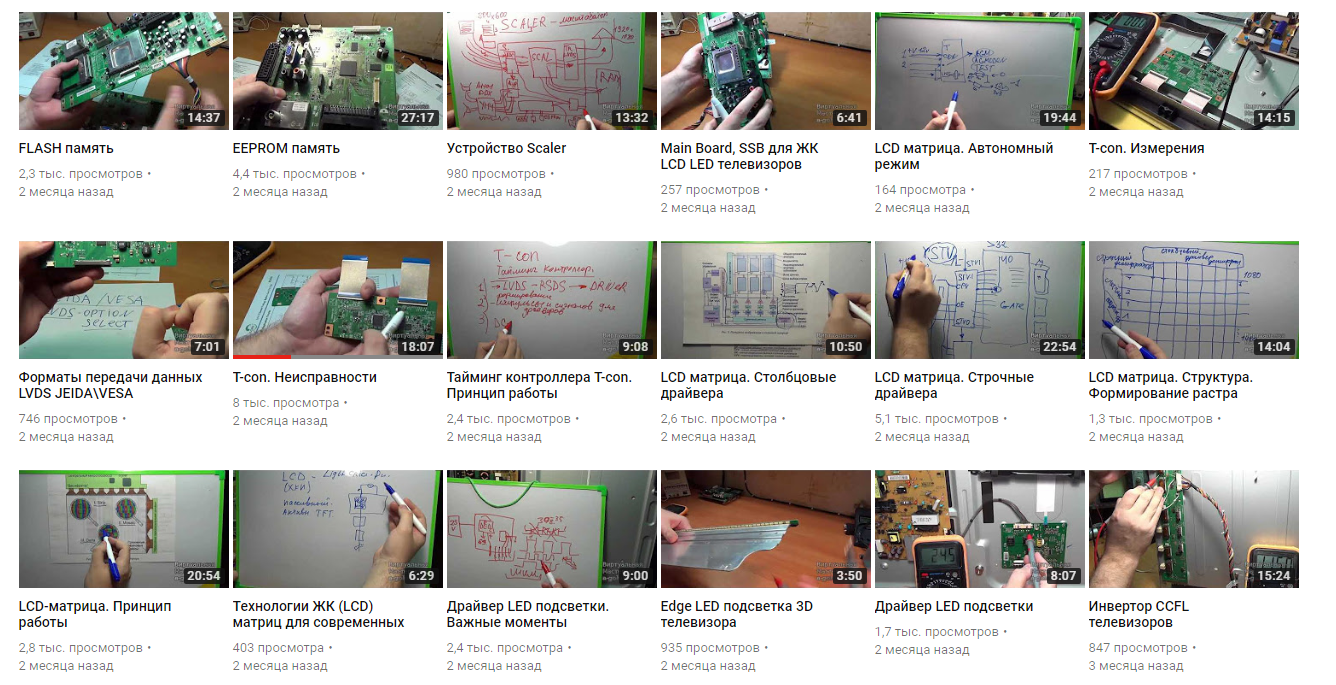 SCALER -
14:37
27:17
13:32
6:41
19:44
14:15
FLASH память
EEPROM память
Устройство Scaler
Main Board, SSB для ЖК
LCD LED телевизоров
LCD матрица. Автономный
режим
T-con. Измерения
2,3 тыс. просмотров •
2 месяца назад
4,4 тыс. просмотров •
2 месяца назад
980 просмотров •
2 месяца назад
257 просмотров •
2 месяца назад
164 просмотра •
2 месяца назад
217 просмотров •
2 месяца назад
T-con
Тайминг контроллер.
7:01
18:07
9:08
10:50
22:54
14:04
Форматы передачи данных
LVDS JEIDA\VESA
T-con. Неисправности
Тайминг контроллера T-con.
Принцип работы
LCD матрица. Столбцовые
драйвера
LCD матрица. Строчные
драйвера
LCD матрица. Структура.
Формирование растра
746 просмотров •
2 месяца назад
8 тыс. просмотра •
2 месяца назад
2,4 тыс. просмотров •
2 месяца назад
2,6 тыс. просмотра •
2 месяца назад
5,1 тыс. просмотров •
2 месяца назад
1,3 тыс. просмотров •
2 месяца назад
20:54
6:29
9:00
3:50
8:07
15:24
LCD-матрица. Принцип
работы
Технологии ЖК (LCD)
матриц для современных
Драйвер LED подсветки.
Важные моменты
Edge LED подсветка 3D
телевизора
Драйвер LED подсветки
Инвертор CCFL
телевизоров
2,8 тыс. просмотров •
2 месяца назад
403 просмотра •
2 месяца назад
2,4 тыс. просмотра •
2 месяца назад
935 просмотров •
2 месяца назад
1,7 тыс. просмотров •
2 месяца назад
847 просмотров •
3 месяца назад